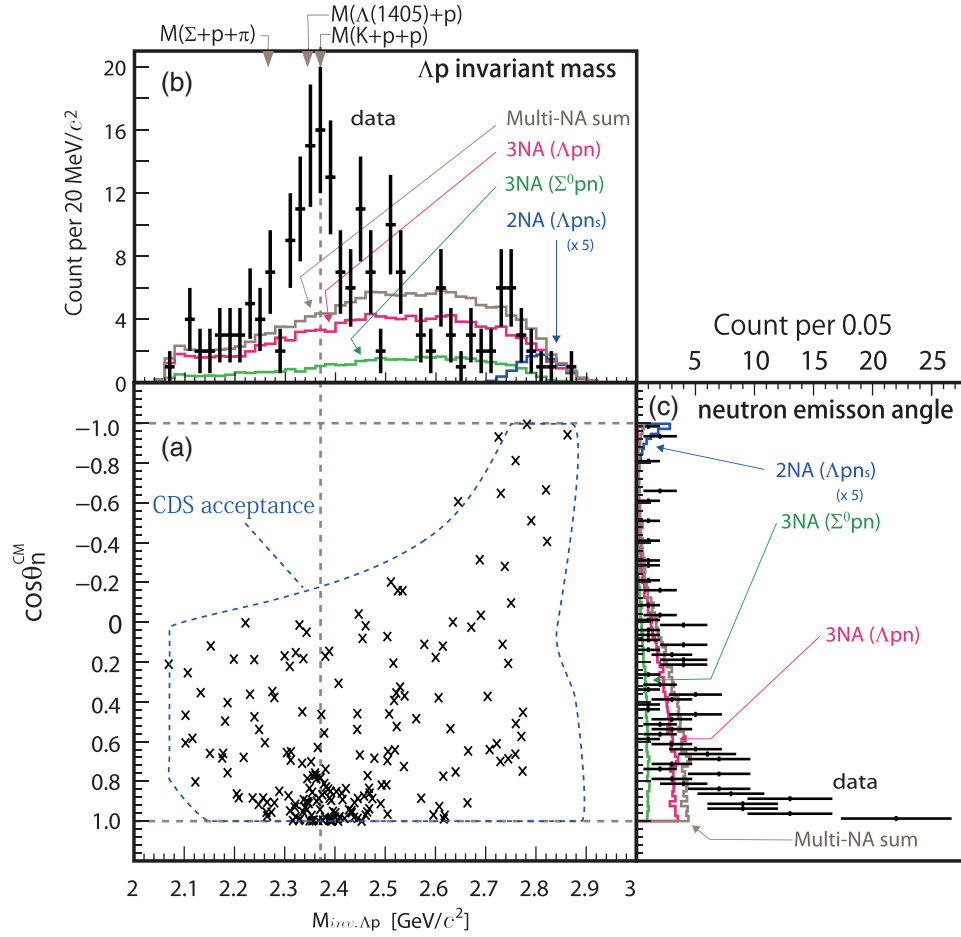 M(Λ(1405)+p)
M(Σ+p+π)
M(K+p+p)
(b)
Λp invariant mass
data
Multi-NA sum
3NA (Λpn)
3NA (Σ⁰pn)
2NA (Λpnₛ)
(x 5)
Count per 20 MeV/c²
20
16
12
8
4
0
Count per 0.05
5
10
15
20
25
(a)
CDS acceptance
cosθₙᶜᴹ
−1.0
−0.8
−0.6
−0.4
−0.2
0
0.2
0.4
0.6
0.8
1.0
(c)
neutron emisson angle
2NA (Λpnₛ)
(x 5)
3NA (Σ⁰pn)
3NA (Λpn)
data
Multi-NA sum
2
2.1
2.2
2.3
2.4
2.5
2.6
2.7
2.8
2.9
3
Minv.Λp [GeV/c²]